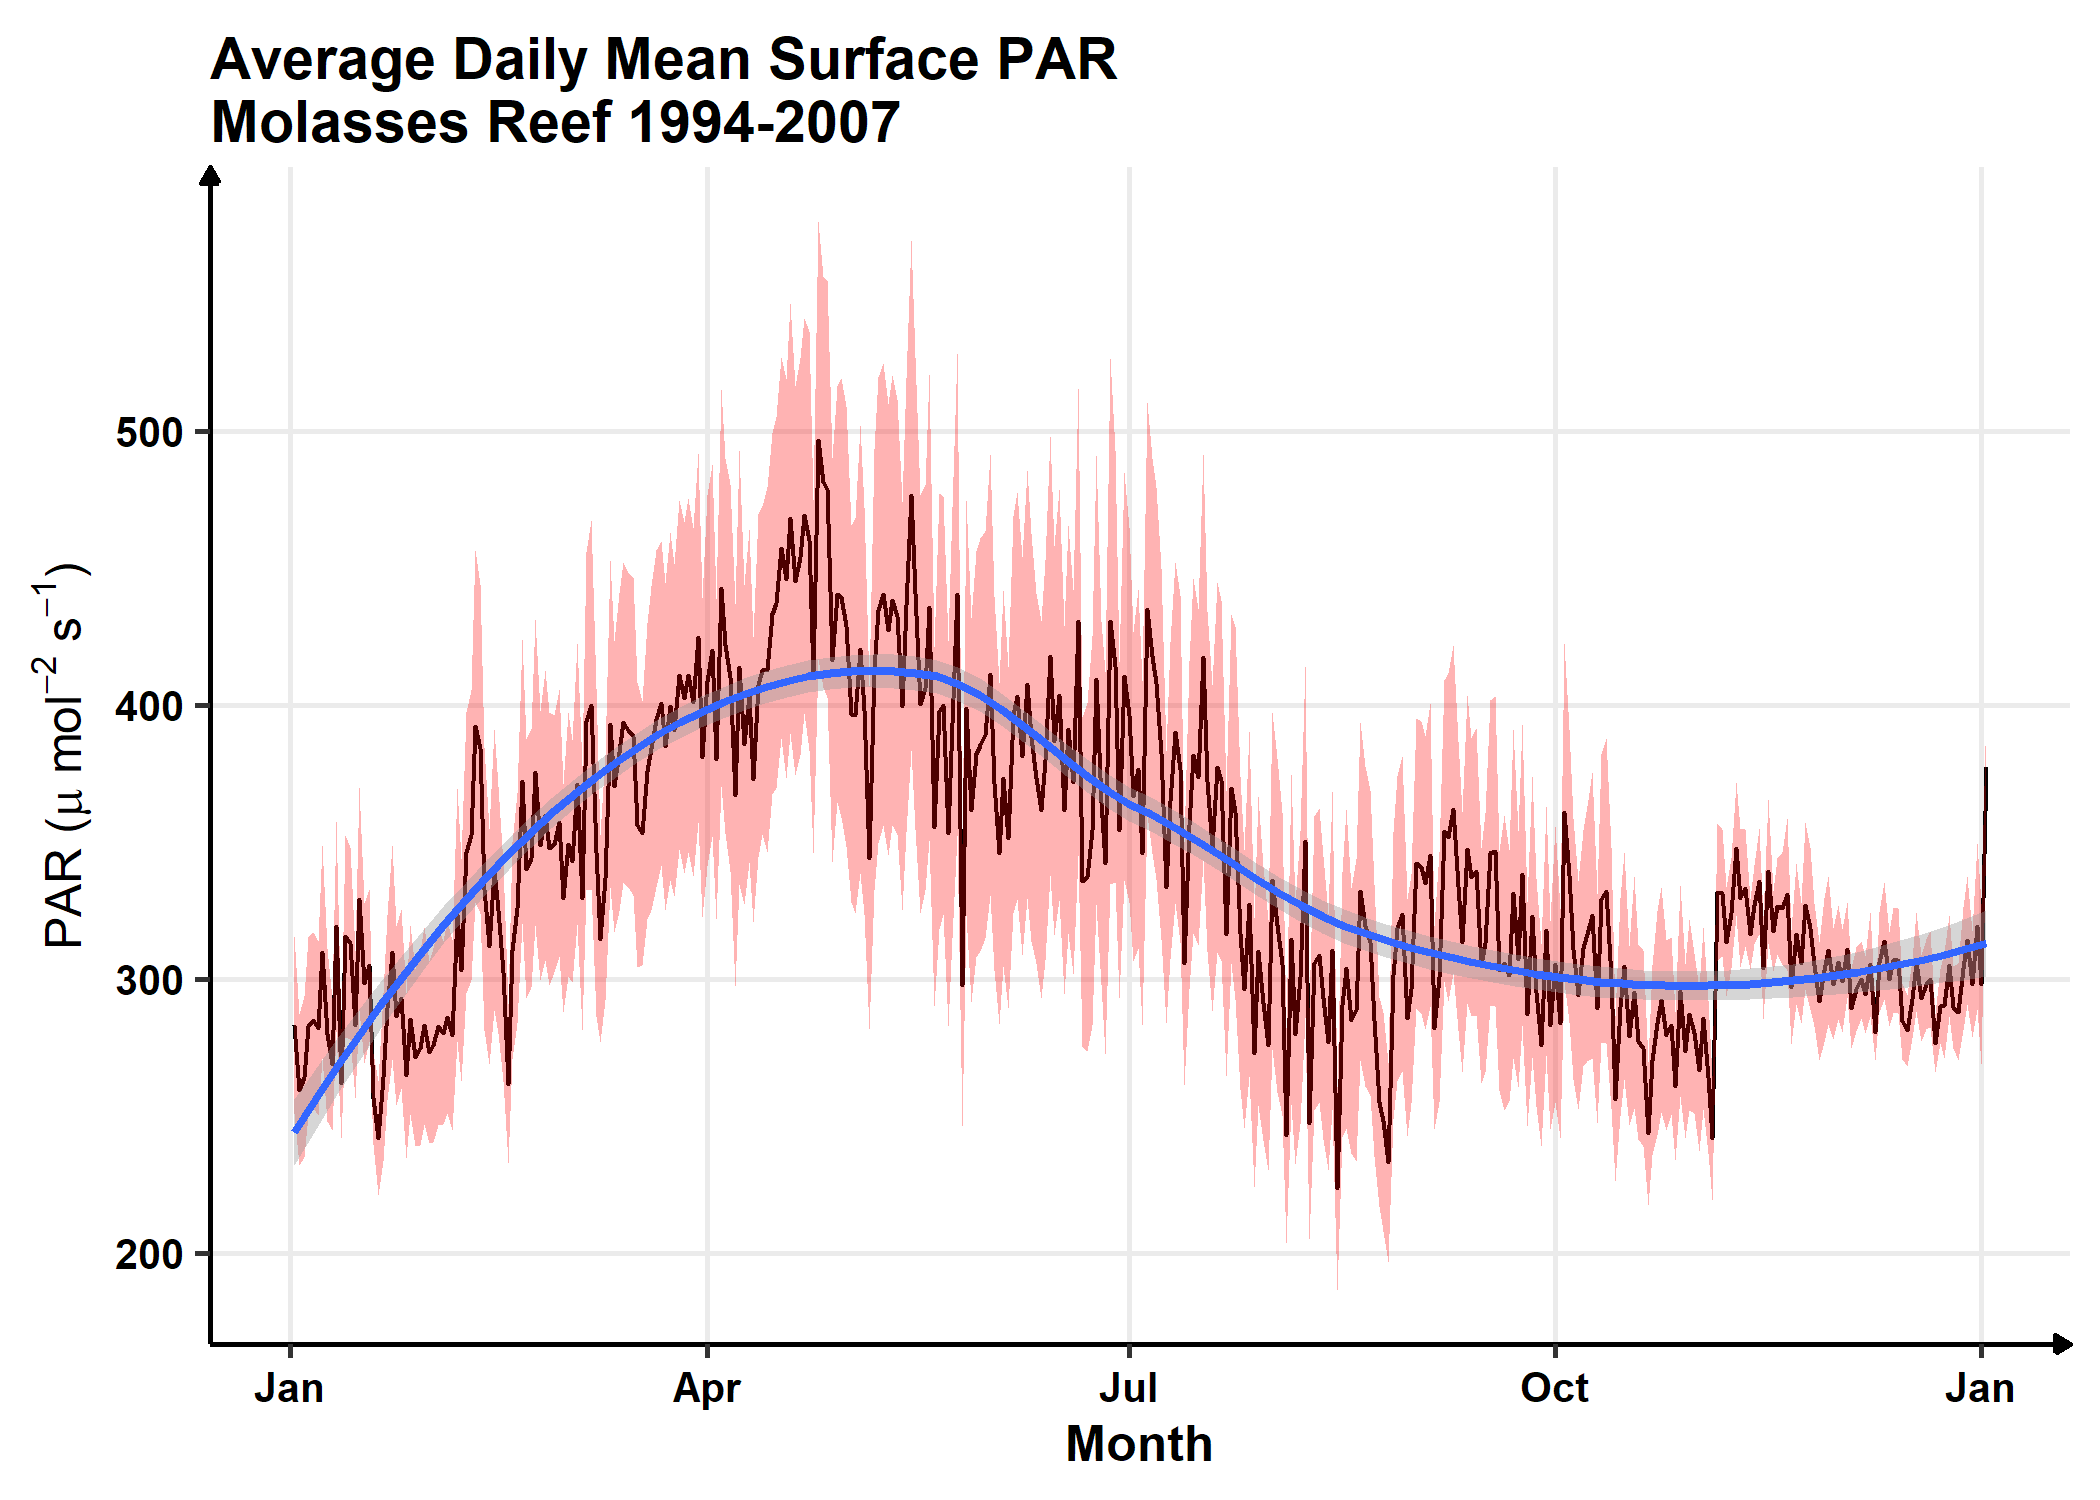 Average Daily Mean Surface PAR
Molasses Reef 1994-2007
PAR (μ mol⁻² s⁻¹)
500
400
300
200
Jan Apr Jul Oct Jan
Month